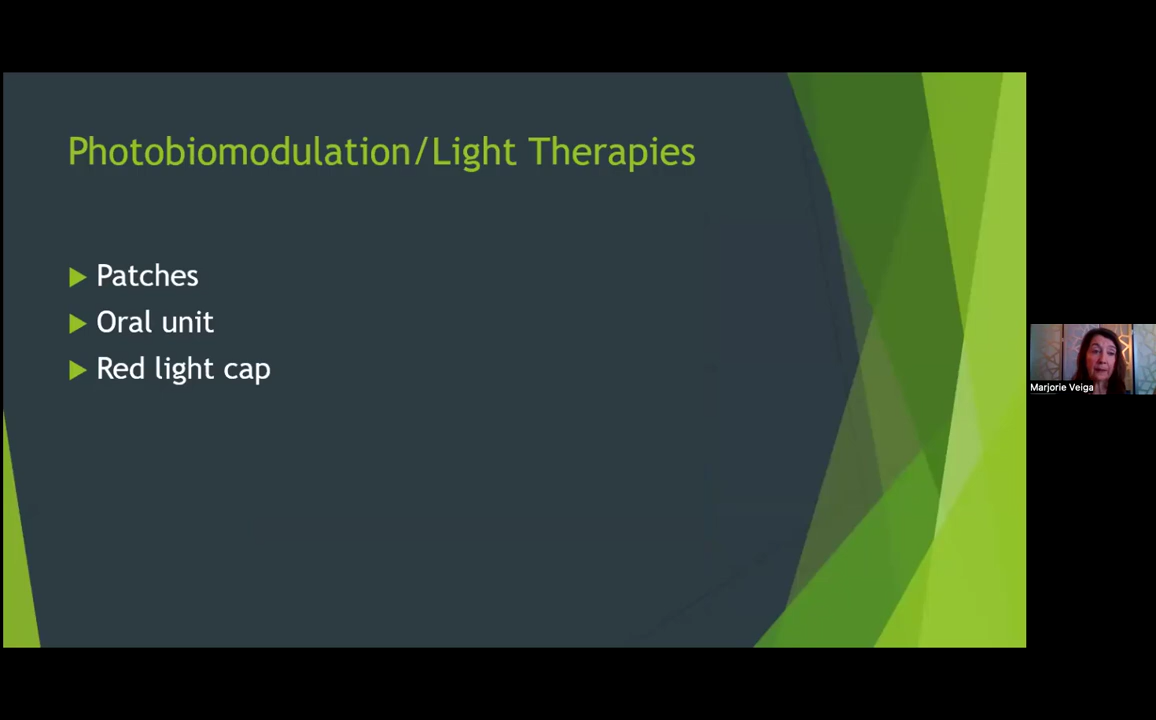 Photobiomodulation/Light Therapies
Patches
Oral unit
Red light cap
Marjorie Veiga